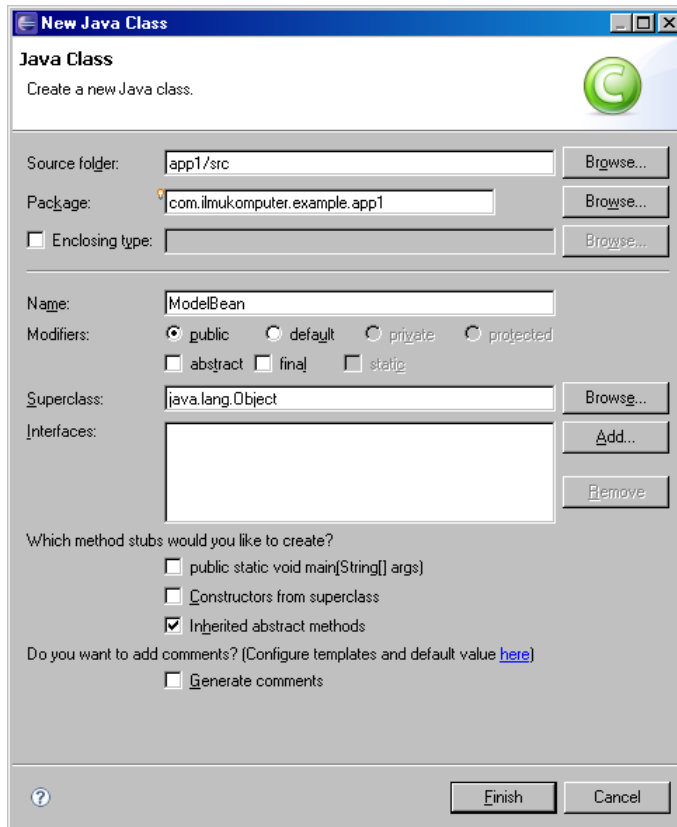 New Java Class
Java Class
Create a new Java class.
Source folder: app1/src Browse...
Package: com.ilmukomputer.example.app1 Browse...
Enclosing type: Browse...
Name: ModelBean
Modifiers: public default private protected
abstract final static
Superclass: java.lang.Object Browse...
Interfaces: Add...
Remove
Which method stubs would you like to create?
public static void main(String[] args)
Constructors from superclass
Inherited abstract methods
Do you want to add comments? (Configure templates and default value here)
Generate comments
? Finish Cancel